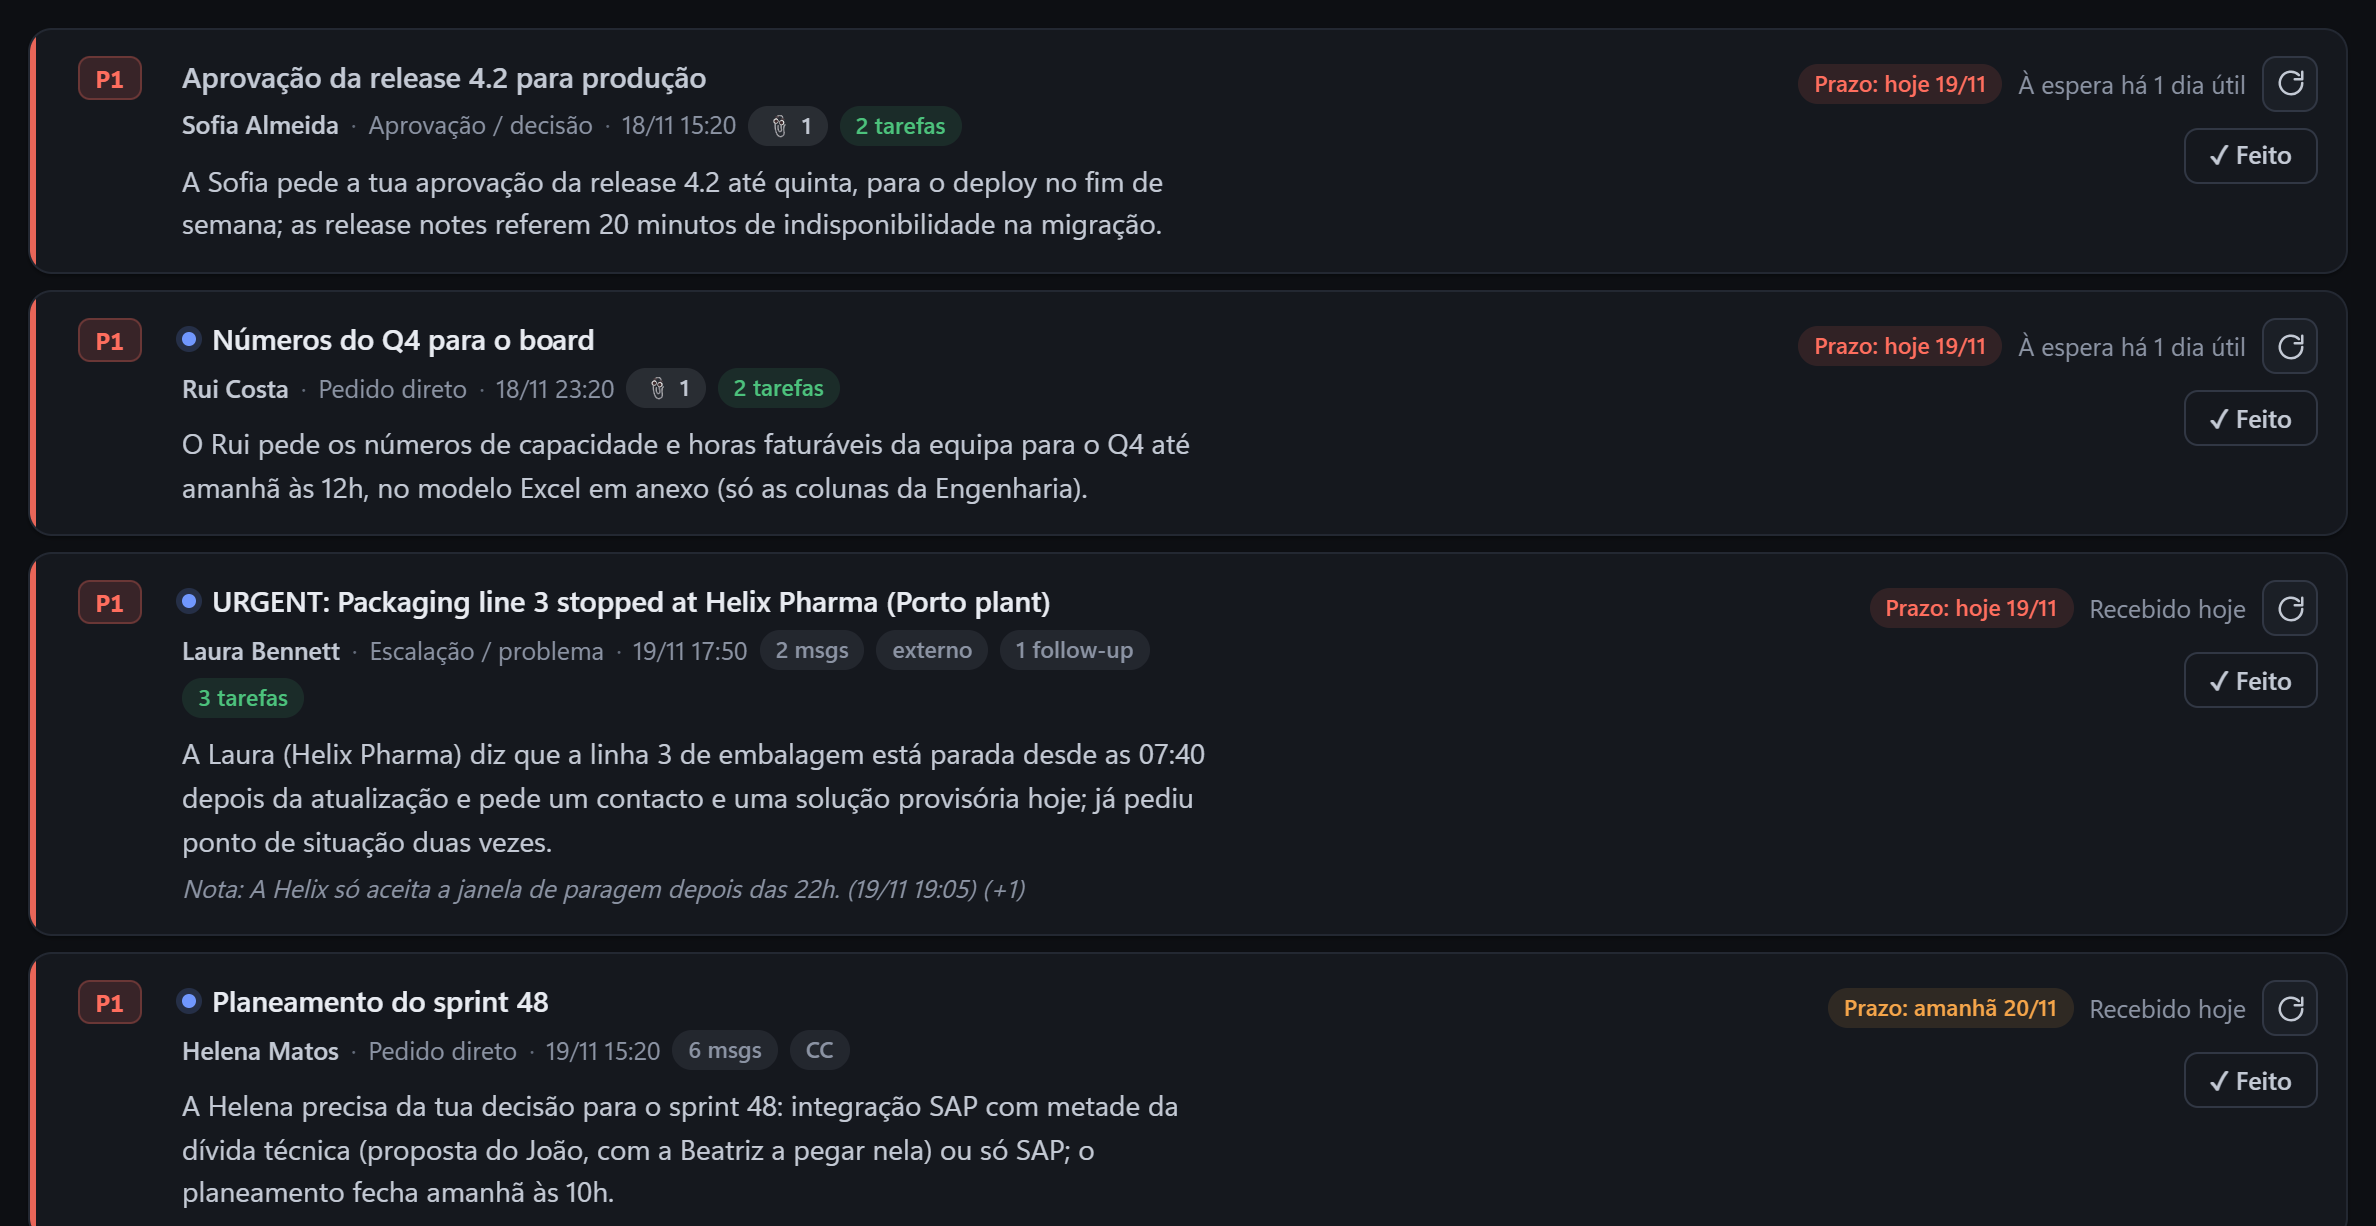 P1 Aprovação da release 4.2 para produção Prazo: hoje 19/11 À espera há 1 dia útil
Sofia Almeida · Aprovação / decisão · 18/11 15:20 1 2 tarefas
✓ Feito
A Sofia pede a tua aprovação da release 4.2 até quinta, para o deploy no fim de
semana; as release notes referem 20 minutos de indisponibilidade na migração.
P1 Números do Q4 para o board Prazo: hoje 19/11 À espera há 1 dia útil
Rui Costa · Pedido direto · 18/11 23:20 1 2 tarefas
✓ Feito
O Rui pede os números de capacidade e horas faturáveis da equipa para o Q4 até
amanhã às 12h, no modelo Excel em anexo (só as colunas da Engenharia).
P1 URGENT: Packaging line 3 stopped at Helix Pharma (Porto plant) Prazo: hoje 19/11 Recebido hoje
Laura Bennett · Escalação / problema · 19/11 17:50 2 msgs externo 1 follow-up
✓ Feito
3 tarefas
A Laura (Helix Pharma) diz que a linha 3 de embalagem está parada desde as 07:40
depois da atualização e pede um contacto e uma solução provisória hoje; já pediu
ponto de situação duas vezes.
Nota: A Helix só aceita a janela de paragem depois das 22h. (19/11 19:05) (+1)
P1 Planeamento do sprint 48 Prazo: amanhã 20/11 Recebido hoje
Helena Matos · Pedido direto · 19/11 15:20 6 msgs CC
✓ Feito
A Helena precisa da tua decisão para o sprint 48: integração SAP com metade da
dívida técnica (proposta do João, com a Beatriz a pegar nela) ou só SAP; o
planeamento fecha amanhã às 10h.